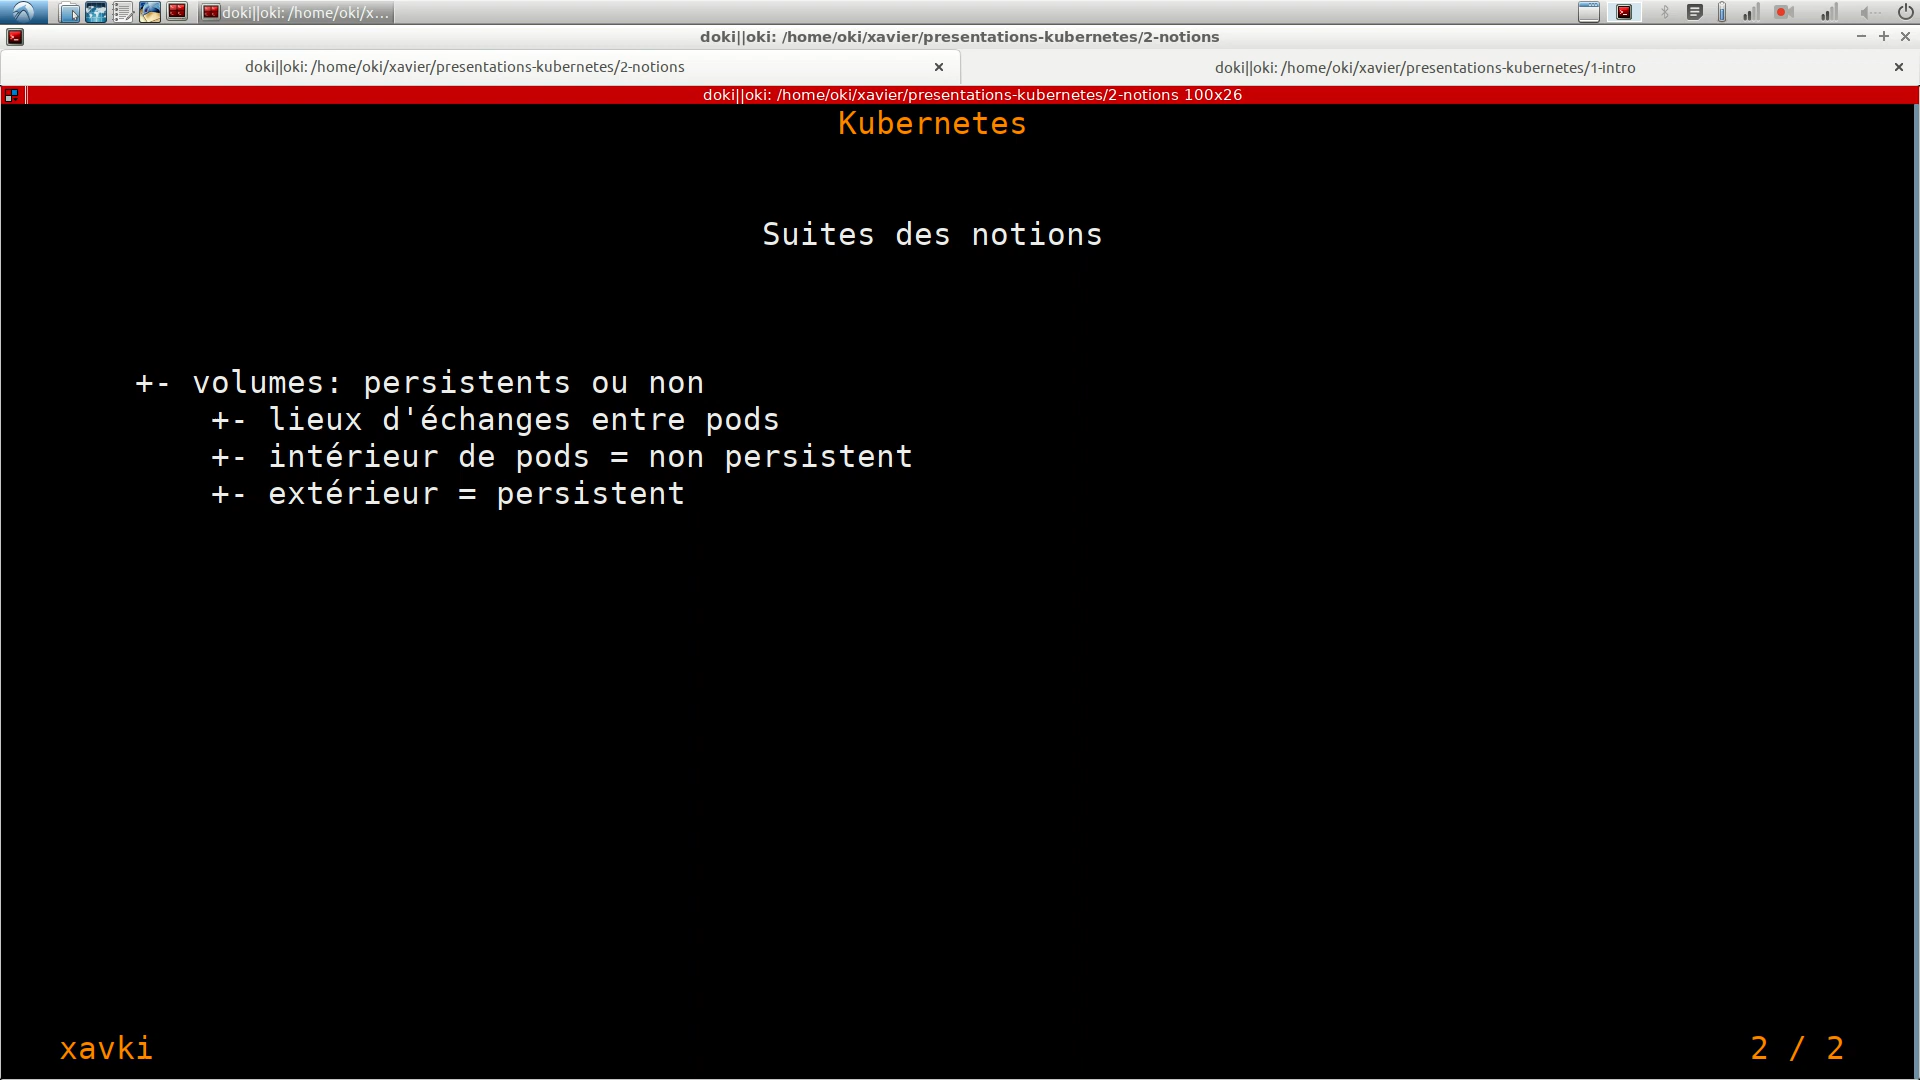 doki||oki: /home/oki/x...
doki||oki: /home/oki/xavier/presentations-kubernetes/2-notions
doki||oki: /home/oki/xavier/presentations-kubernetes/2-notions
doki||oki: /home/oki/xavier/presentations-kubernetes/1-intro
doki||oki: /home/oki/xavier/presentations-kubernetes/2-notions 100x26
Kubernetes
Suites des notions
+- volumes: persistents ou non
+- lieux d'échanges entre pods
+- intérieur de pods = non persistent
+- extérieur = persistent
xavki
2 / 2